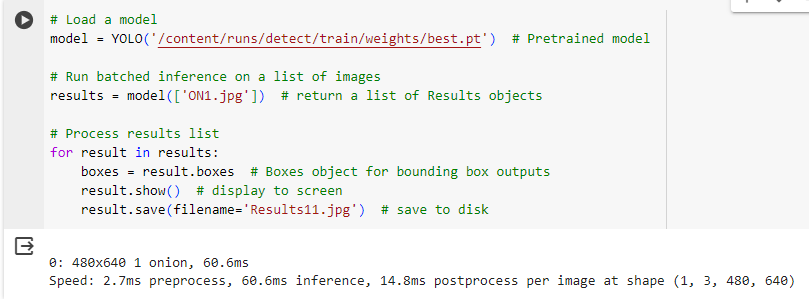 # Load a model
model = YOLO('/content/runs/detect/train/weights/best.pt')  # Pretrained model
# Run batched inference on a list of images
results = model(['ON1.jpg'])  # return a list of Results objects
# Process results list
for result in results:
    boxes = result.boxes  # Boxes object for bounding box outputs
    result.show()  # display to screen
    result.save(filename='Results11.jpg')  # save to disk
0: 480x640 1 onion, 60.6ms
Speed: 2.7ms preprocess, 60.6ms inference, 14.8ms postprocess per image at shape (1, 3, 480, 640)